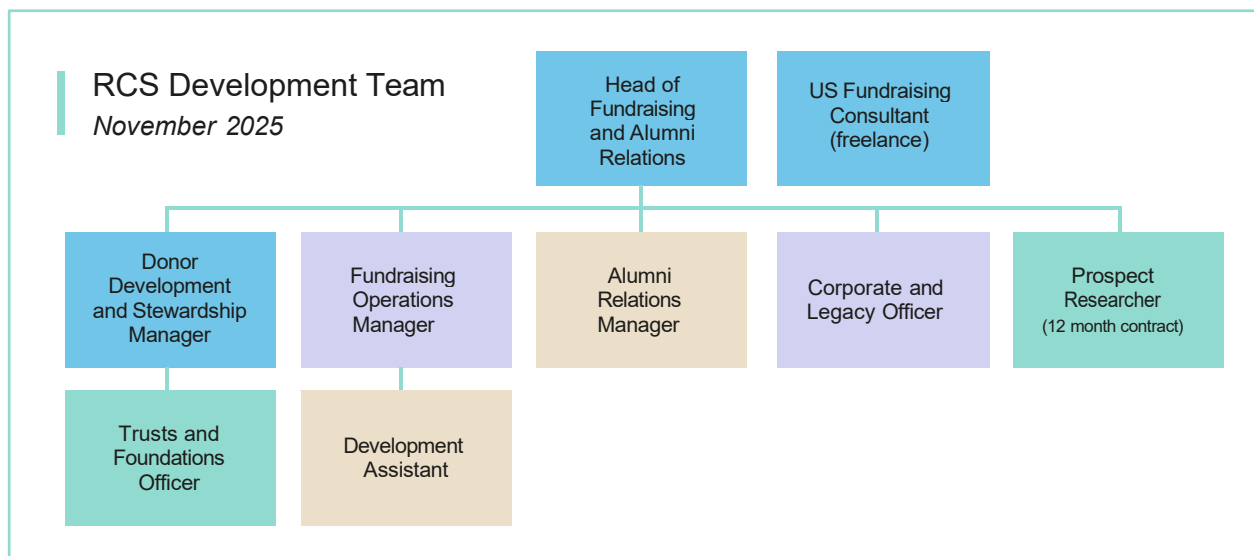 RCS Development Team
November 2025
Head of
Fundraising
and Alumni
Relations
US Fundraising
Consultant
(freelance)
Donor
Development
and Stewardship
Manager
Fundraising
Operations
Manager
Alumni
Relations
Manager
Corporate and
Legacy Officer
Prospect
Researcher
(12 month contract)
Trusts and
Foundations
Officer
Development
Assistant